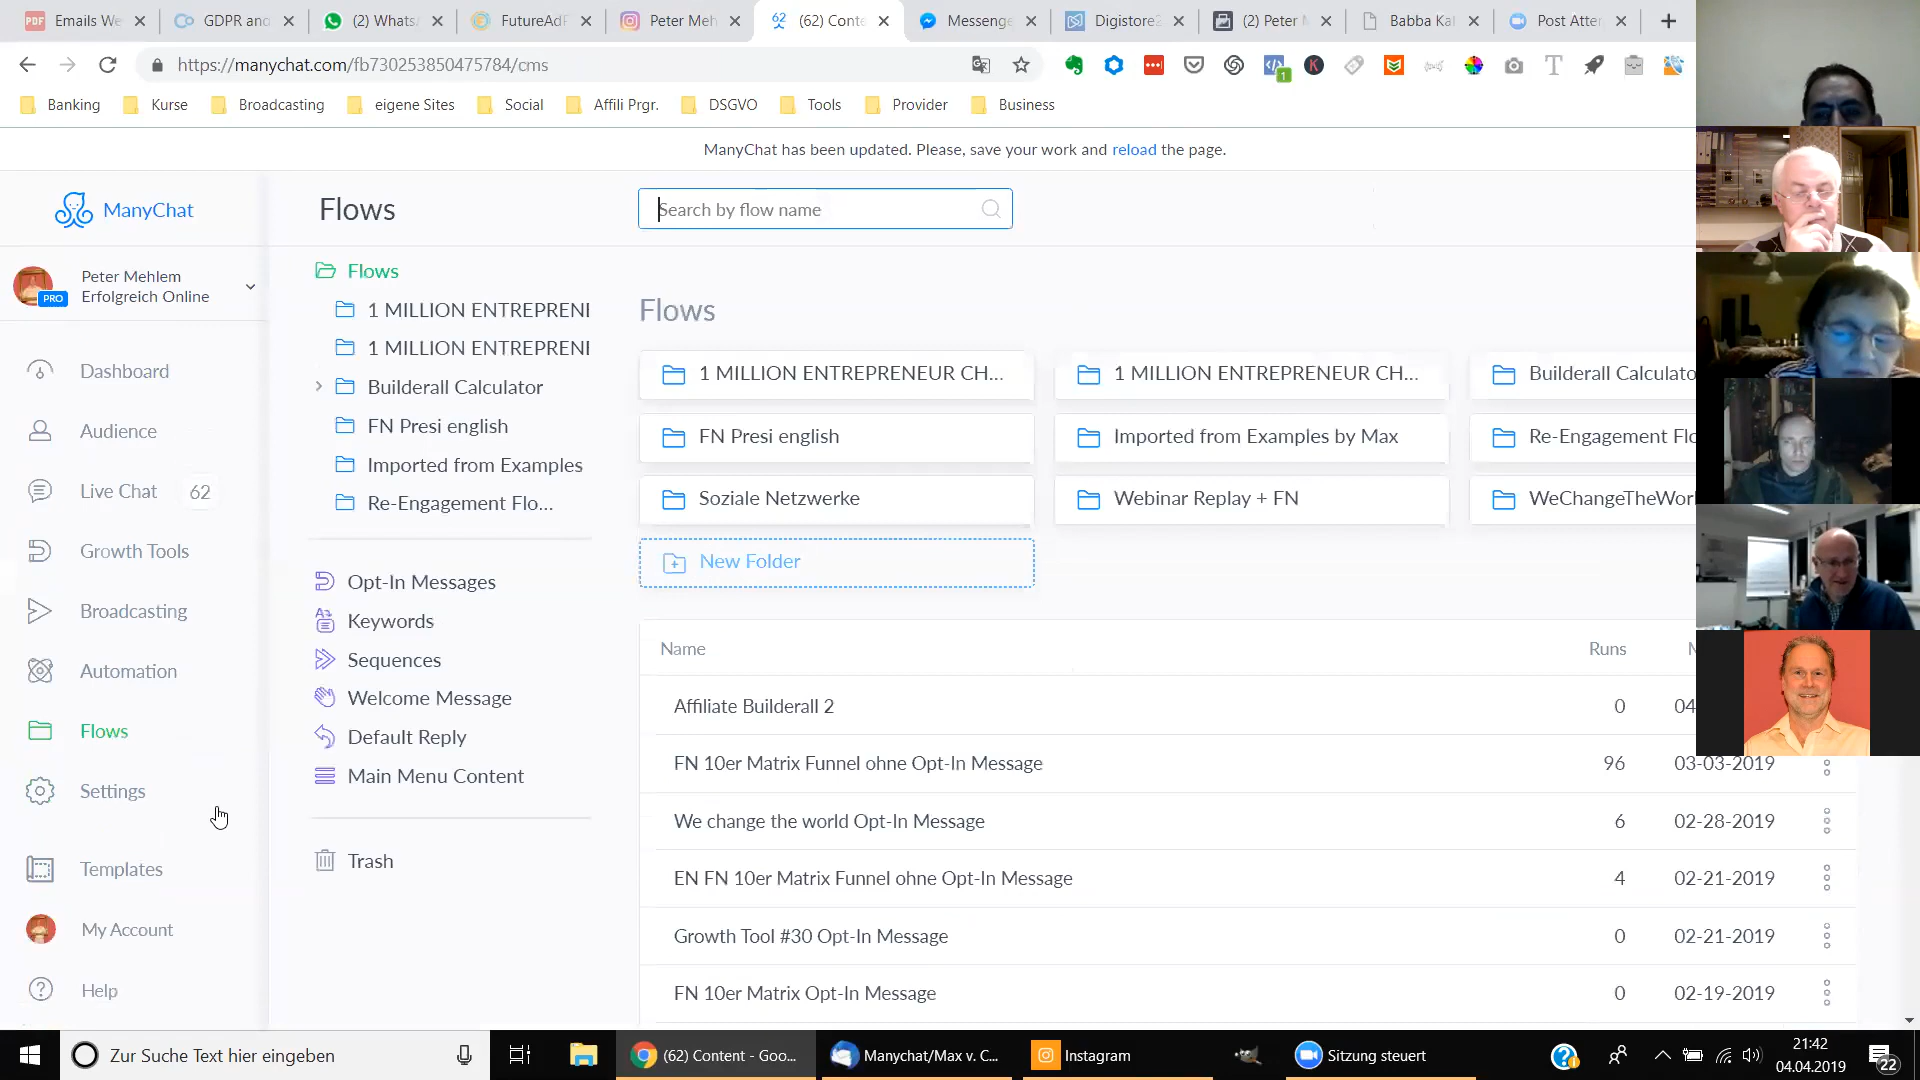 Emails We
GDPR and
(2) Whats
FutureAdP
Peter Meh
(62) Conte
Messenge
Digistore2
(2) Peter M
Babba Kal
Post Atter
https://manychat.com/fb730253850475784/cms
Banking
Kurse
Broadcasting
eigene Sites
Social
Affili Prgr.
DSGVO
Tools
Provider
Business
ManyChat has been updated. Please, save your work and reload the page.
ManyChat
Flows
Search by flow name
Peter Mehlem
Erfolgreich Online
PRO
Dashboard
Audience
Live Chat 62
Growth Tools
Broadcasting
Automation
Flows
Settings
Templates
My Account
Help
Flows
1 MILLION ENTREPRENI
1 MILLION ENTREPRENI
Builderall Calculator
FN Presi english
Imported from Examples
Re-Engagement Flo...
Opt-In Messages
Keywords
Sequences
Welcome Message
Default Reply
Main Menu Content
Trash
Flows
1 MILLION ENTREPRENEUR CH...
1 MILLION ENTREPRENEUR CH...
Builderall Calculato
FN Presi english
Imported from Examples by Max
Re-Engagement Flo
Soziale Netzwerke
Webinar Replay + FN
WeChangeTheWor
New Folder
Name Runs
Affiliate Builderall 2 0 04
FN 10er Matrix Funnel ohne Opt-In Message 96 03-03-2019
We change the world Opt-In Message 6 02-28-2019
EN FN 10er Matrix Funnel ohne Opt-In Message 4 02-21-2019
Growth Tool #30 Opt-In Message 0 02-21-2019
FN 10er Matrix Opt-In Message 0 02-19-2019
Zur Suche Text hier eingeben
(62) Content - Goo...
Manychat/Max v. C...
Instagram
Sitzung steuert
21:42
04.04.2019
22